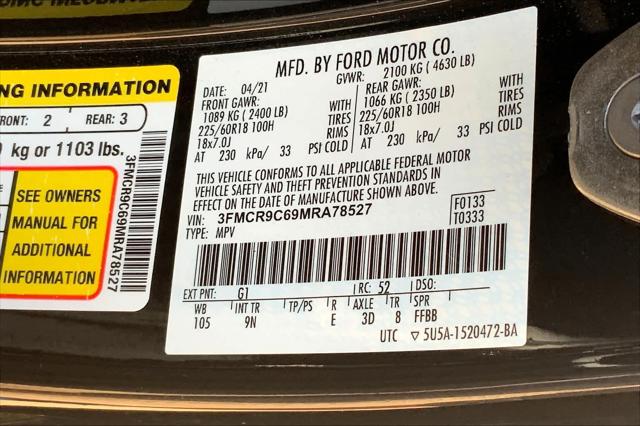 MFD. BY FORD MOTOR CO.
DATE: 04/21 GVWR: 2100 KG ( 4630 LB)
FRONT GAWR: REAR GAWR:
1089 KG ( 2400 LB) WITH 1066 KG ( 2350 LB) WITH
225/60R18 100H TIRES 225/60R18 100H TIRES
18x7.0J RIMS 18x7.0J RIMS
AT 230 kPa/ 33 PSI COLD AT 230 kPa/ 33 PSI COLD
THIS VEHICLE CONFORMS TO ALL APPLICABLE FEDERAL MOTOR
VEHICLE SAFETY AND THEFT PREVENTION STANDARDS IN
EFFECT ON THE DATE OF MANUFACTURE SHOWN ABOVE.
VIN: 3FMCR9C69MRA78527 F0133
TYPE: MPV T0333
EXT PNT: G1 RC: 52 DSO:
WB INT TR TP/PS R AXLE TR SPR
105 9N E 3D 8 FFBB
UTC ▽ 5U5A-1520472-BA
NG INFORMATION
FRONT: 2 REAR: 3
kg or 1103 lbs.
SEE OWNERS
MANUAL FOR
ADDITIONAL
INFORMATION
3FMCR9C69MRA78527